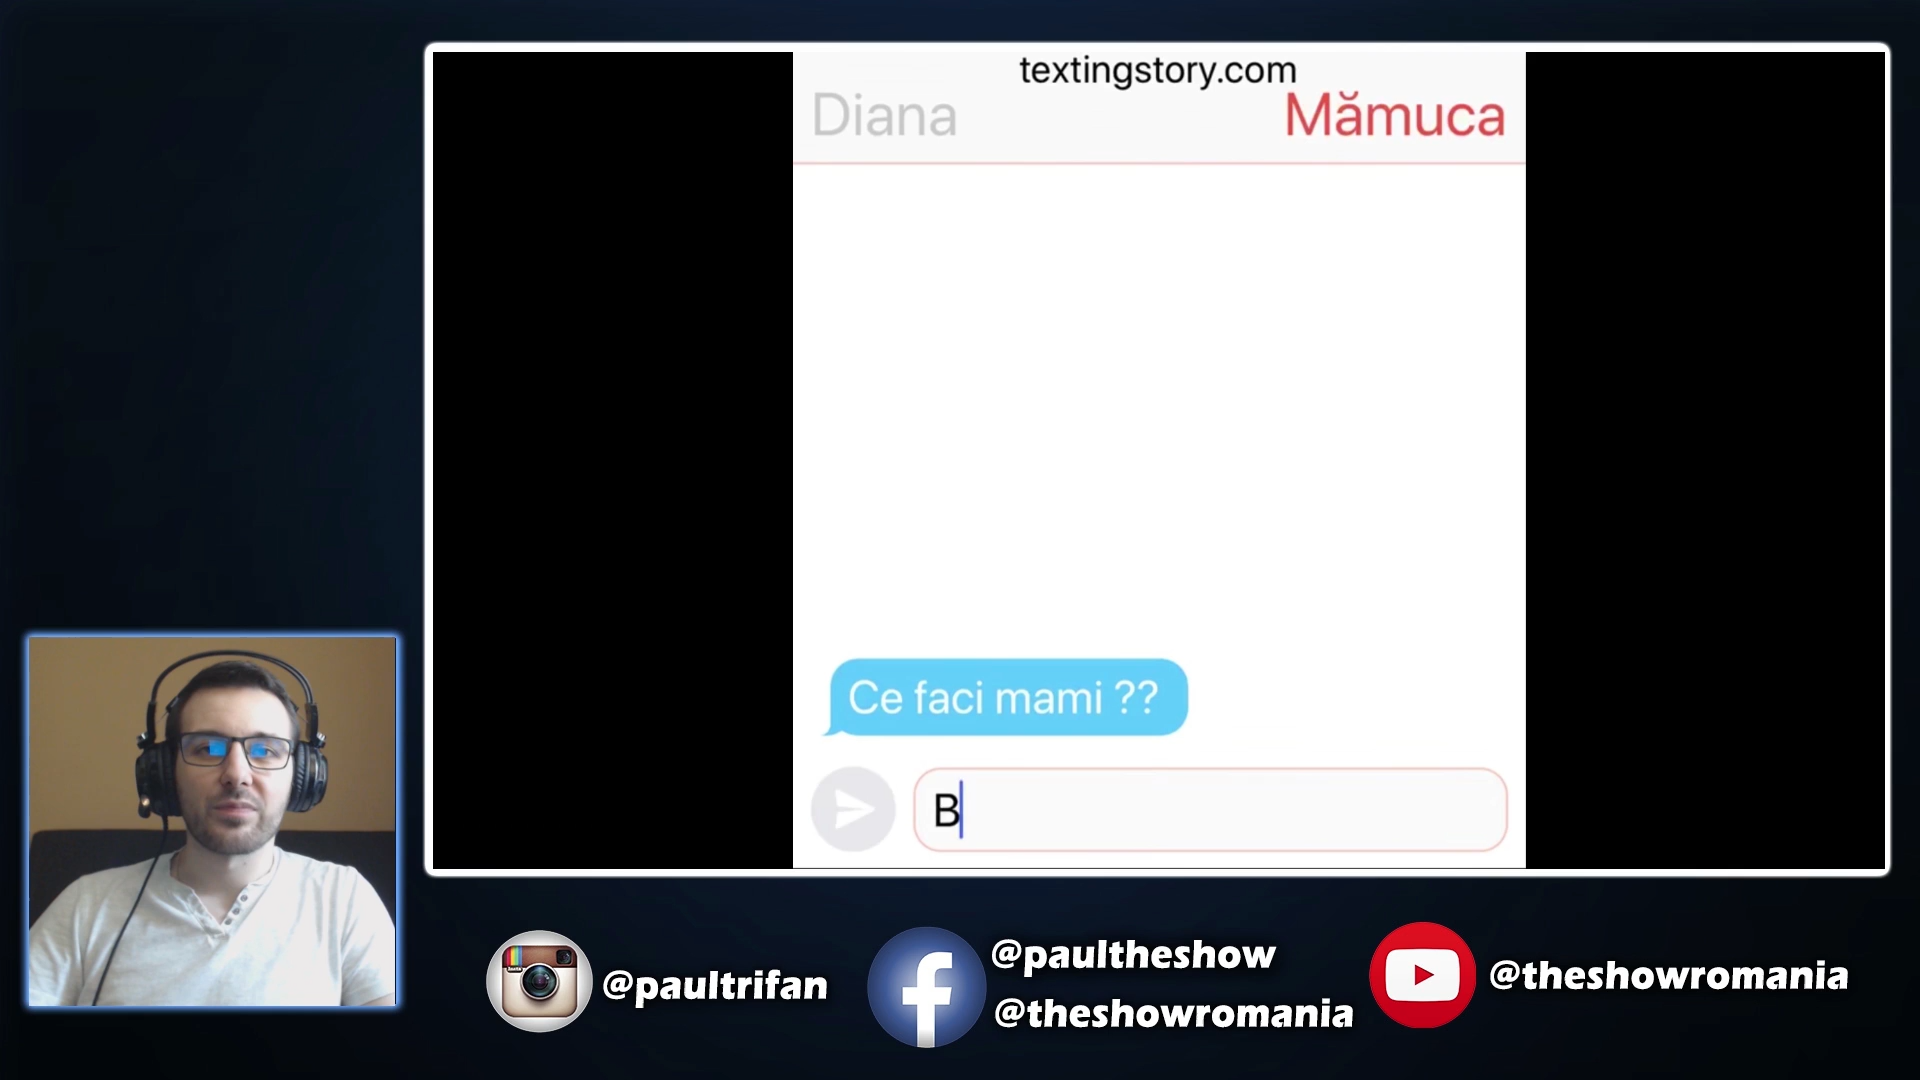 textingstory.com
Diana
Mămuca
Ce faci mami ??
B
@paultrifan
@paultheshow
@theshowromania
@theshowromania